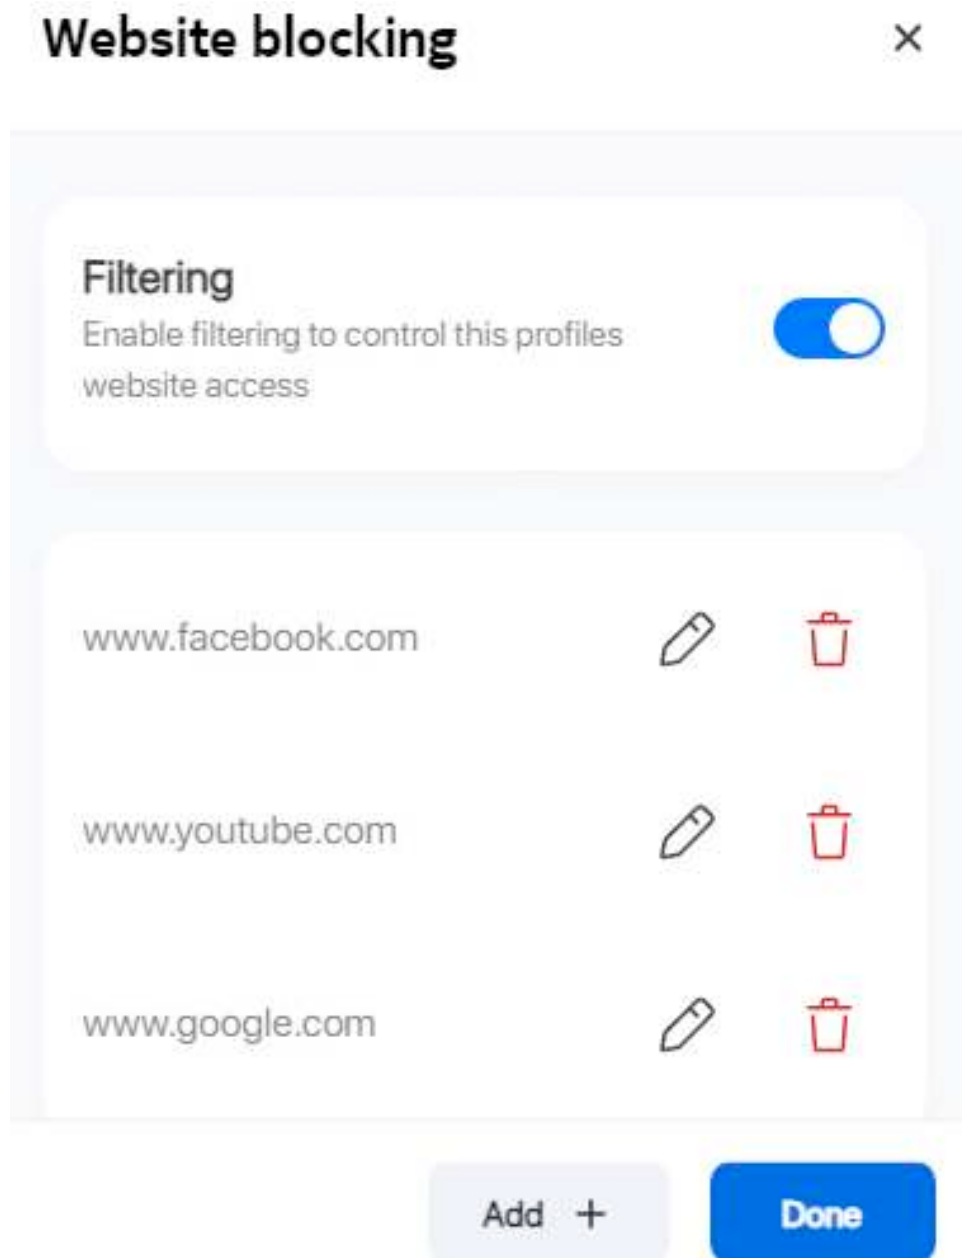 Website blocking
Filtering
Enable filtering to control this profiles
website access
www.facebook.com
www.youtube.com
www.google.com
Add +
Done